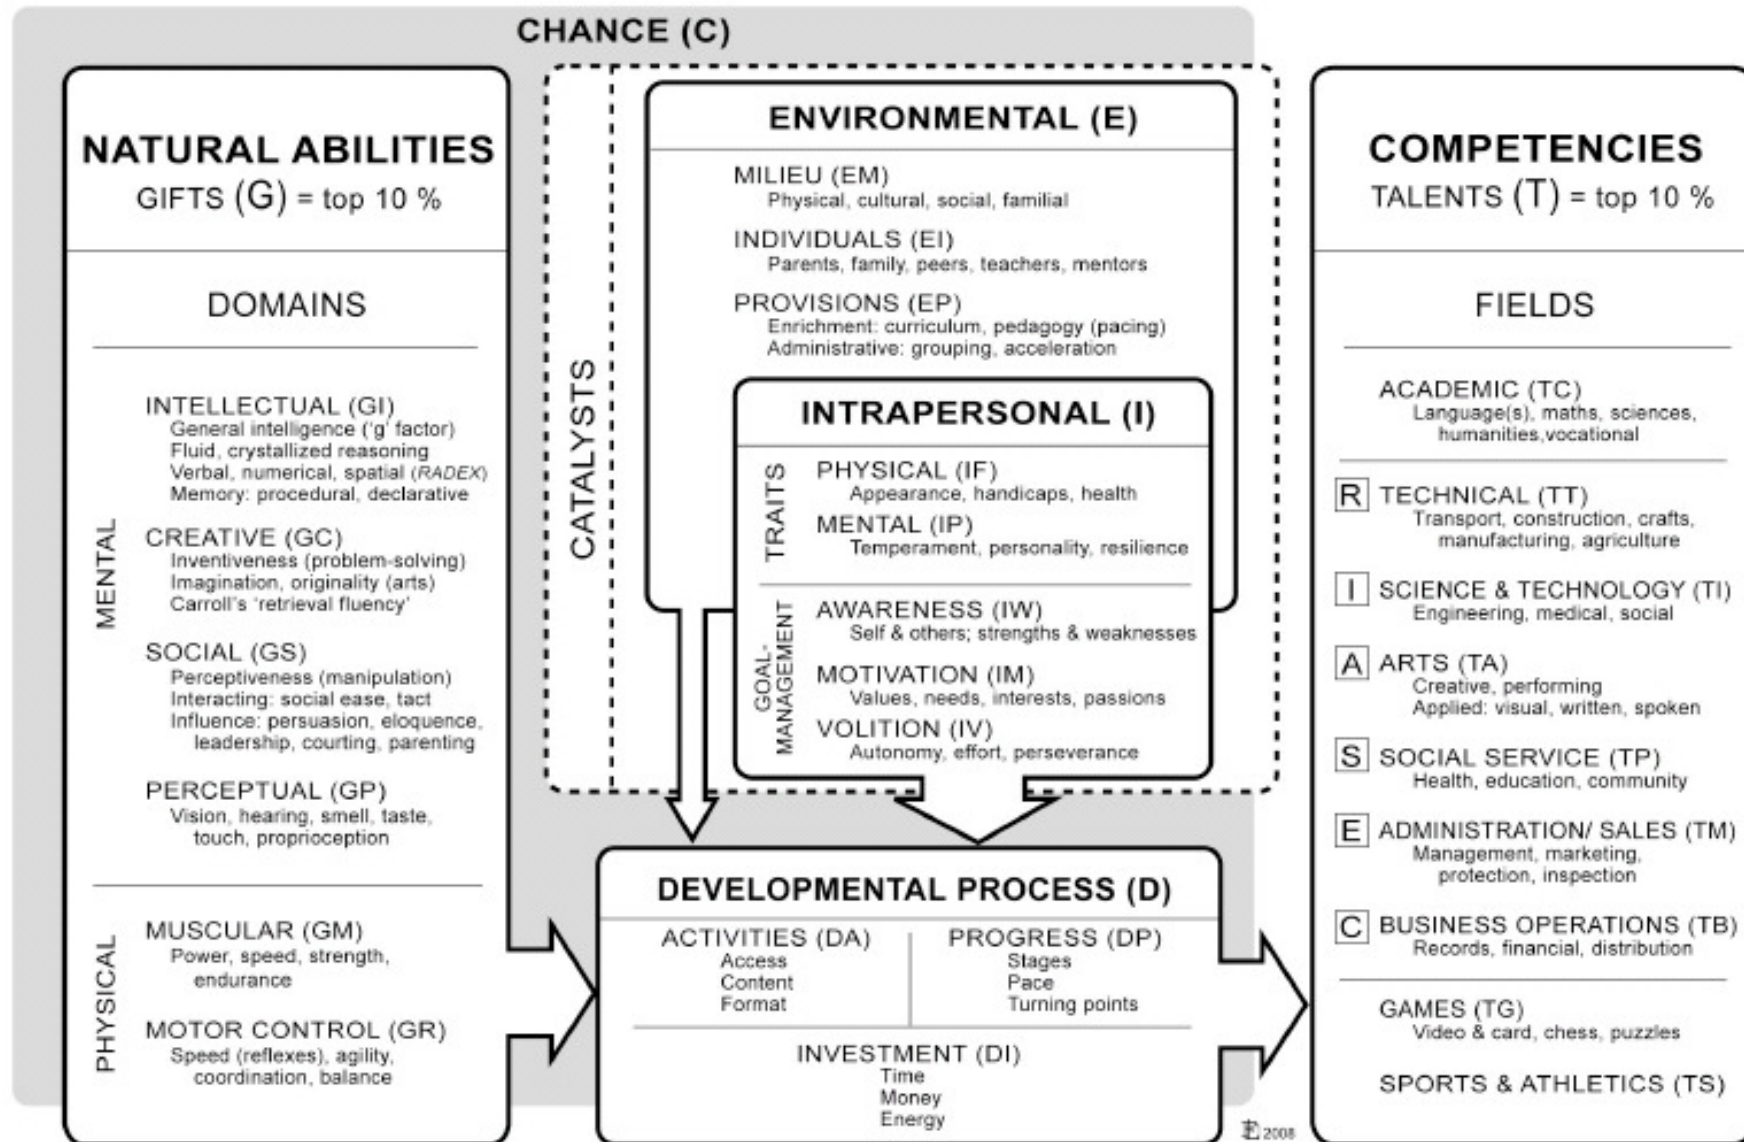 CHANCE (C)
NATURAL ABILITIES
GIFTS (G) = top 10 %
DOMAINS
MENTAL
INTELLECTUAL (GI)
General intelligence (‘g’ factor)
Fluid, crystallized reasoning
Verbal, numerical, spatial (RADEX)
Memory: procedural, declarative
CREATIVE (GC)
Inventiveness (problem-solving)
Imagination, originality (arts)
Carroll’s ‘retrieval fluency’
SOCIAL (GS)
Perceptiveness (manipulation)
Interacting: social ease, tact
Influence: persuasion, eloquence,
leadership, courting, parenting
PERCEPTUAL (GP)
Vision, hearing, smell, taste,
touch, proprioception
PHYSICAL
MUSCULAR (GM)
Power, speed, strength,
endurance
MOTOR CONTROL (GR)
Speed (reflexes), agility,
coordination, balance
CATALYSTS
ENVIRONMENTAL (E)
MILIEU (EM)
Physical, cultural, social, familial
INDIVIDUALS (EI)
Parents, family, peers, teachers, mentors
PROVISIONS (EP)
Enrichment: curriculum, pedagogy (pacing)
Administrative: grouping, acceleration
INTRAPERSONAL (I)
TRAITS
PHYSICAL (IF)
Appearance, handicaps, health
MENTAL (IP)
Temperament, personality, resilience
GOAL-
MANAGEMENT
AWARENESS (IW)
Self & others; strengths & weaknesses
MOTIVATION (IM)
Values, needs, interests, passions
VOLITION (IV)
Autonomy, effort, perseverance
DEVELOPMENTAL PROCESS (D)
ACTIVITIES (DA)
Access
Content
Format
PROGRESS (DP)
Stages
Pace
Turning points
INVESTMENT (DI)
Time
Money
Energy
2008
COMPETENCIES
TALENTS (T) = top 10 %
FIELDS
ACADEMIC (TC)
Language(s), maths, sciences,
humanities,vocational
R TECHNICAL (TT)
Transport, construction, crafts,
manufacturing, agriculture
I SCIENCE & TECHNOLOGY (TI)
Engineering, medical, social
A ARTS (TA)
Creative, performing
Applied: visual, written, spoken
S SOCIAL SERVICE (TP)
Health, education, community
E ADMINISTRATION/ SALES (TM)
Management, marketing,
protection, inspection
C BUSINESS OPERATIONS (TB)
Records, financial, distribution
GAMES (TG)
Video & card, chess, puzzles
SPORTS & ATHLETICS (TS)